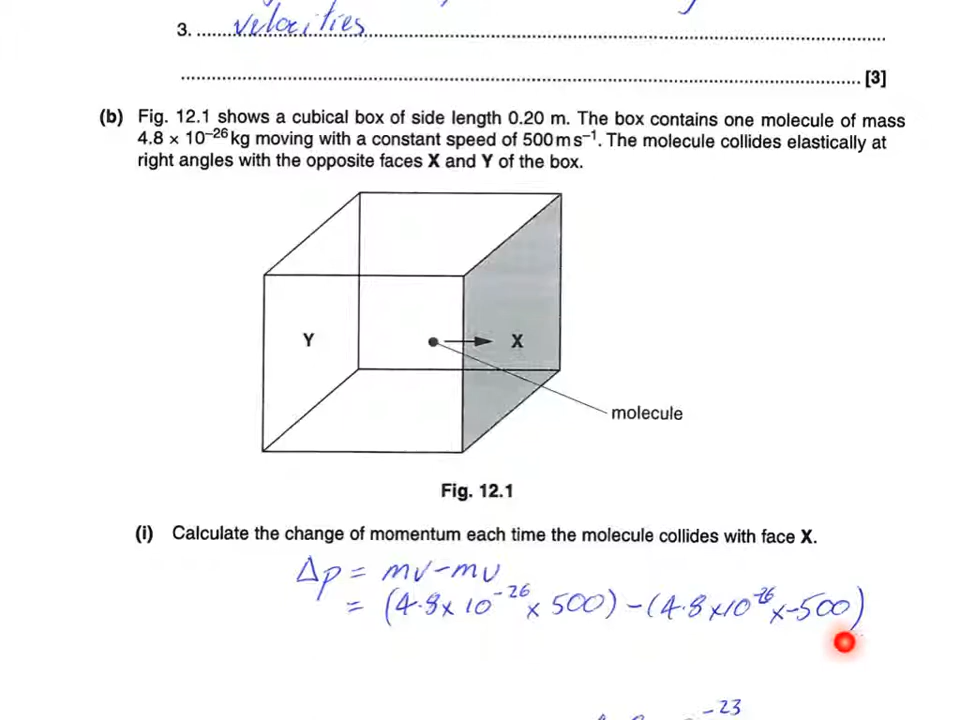 velocities
3. ..................
.................. [3]
(b) Fig. 12.1 shows a cubical box of side length 0.20 m. The box contains one molecule of mass
4.8 × 10⁻²⁶ kg moving with a constant speed of 500 m s⁻¹. The molecule collides elastically at
right angles with the opposite faces X and Y of the box.
Y
X
molecule
Fig. 12.1
(i) Calculate the change of momentum each time the molecule collides with face X.
Δp = mv - mu
= (4.8 x 10⁻²⁶ x 500) - (4.8 x 10⁻²⁶ x -500)
⁻²³